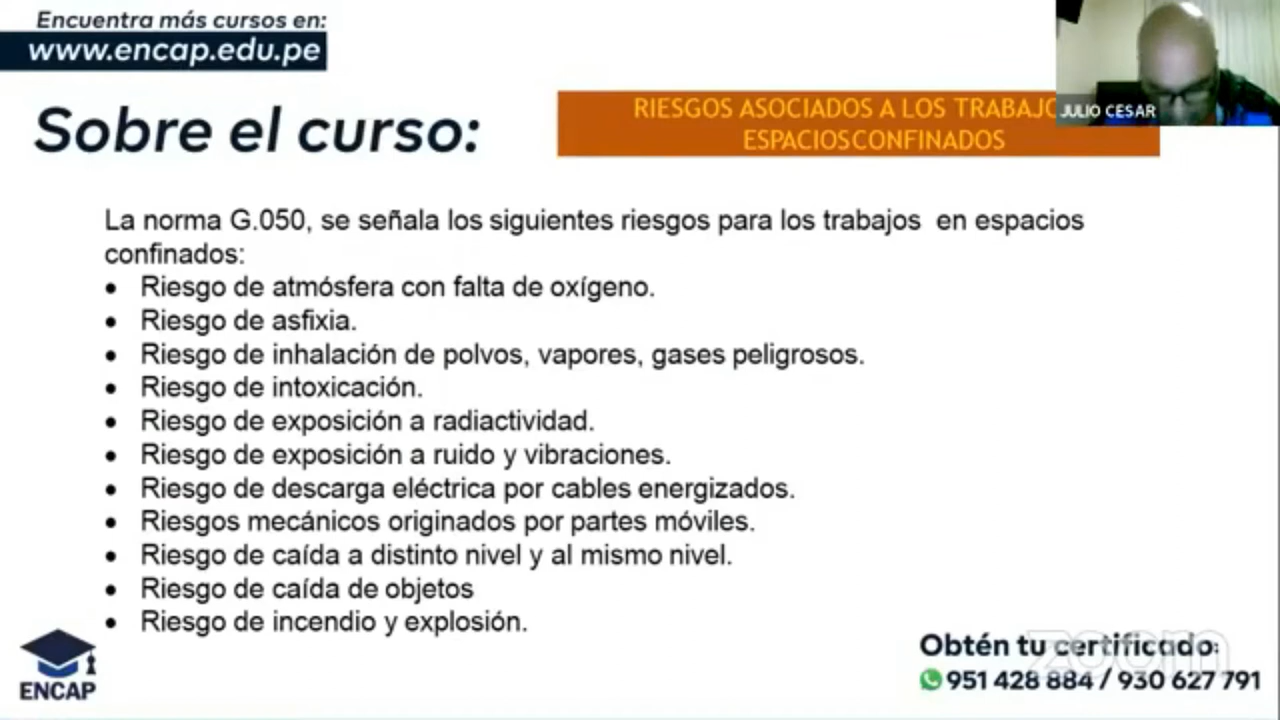 Encuentra más cursos en:
www.encap.edu.pe
Sobre el curso:
RIESGOS ASOCIADOS A LOS
ESPACIOSCONFINADOS
JULIO CESAR
La norma G.050, se señala los siguientes riesgos para los trabajos en espacios
confinados:
• Riesgo de atmósfera con falta de oxígeno.
• Riesgo de asfixia.
• Riesgo de inhalación de polvos, vapores, gases peligrosos.
• Riesgo de intoxicación.
• Riesgo de exposición a radiactividad.
• Riesgo de exposición a ruido y vibraciones.
• Riesgo de descarga eléctrica por cables energizados.
• Riesgos mecánicos originados por partes móviles.
• Riesgo de caída a distinto nivel y al mismo nivel.
• Riesgo de caída de objetos
• Riesgo de incendio y explosión.
ENCAP
Obtén tu certificado:
zoom
951 428 884 / 930 627 791